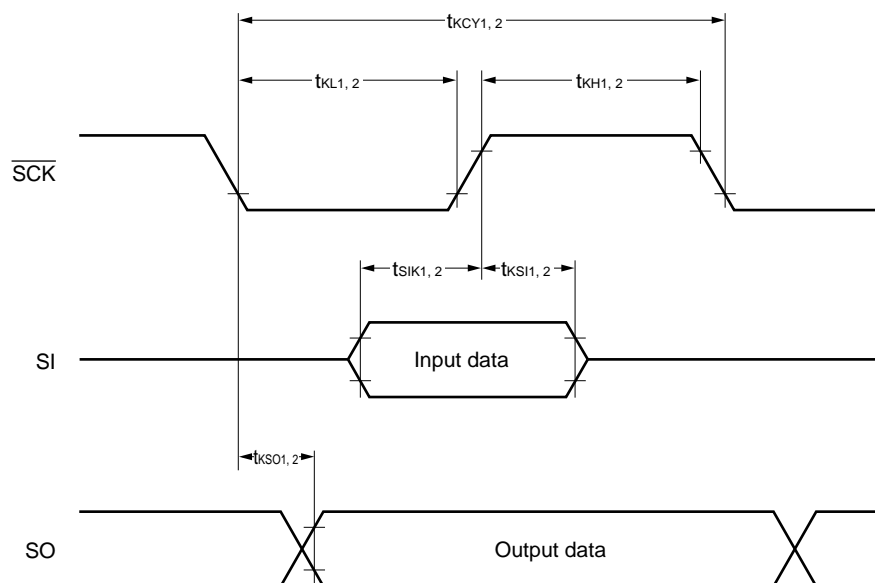 tKCY1, 2
tKL1, 2
tKH1, 2
SCK
tSIK1, 2
tKSI1, 2
SI
Input data
tKSO1, 2
SO
Output data